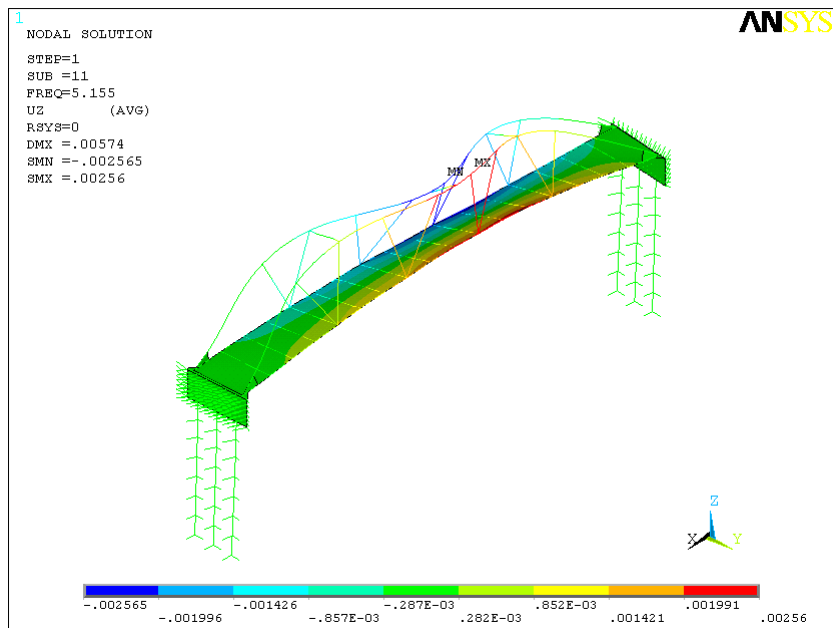 1
ANSYS
NODAL SOLUTION
STEP=1
SUB =11
FREQ=5.155
UZ (AVG)
RSYS=0
DMX =.00574
SMN =-.002565
SMX =.00256
MN
MX
Z
X
Y
-.002565
-.001996
-.001426
-.857E-03
-.287E-03
.282E-03
.852E-03
.001421
.001991
.00256